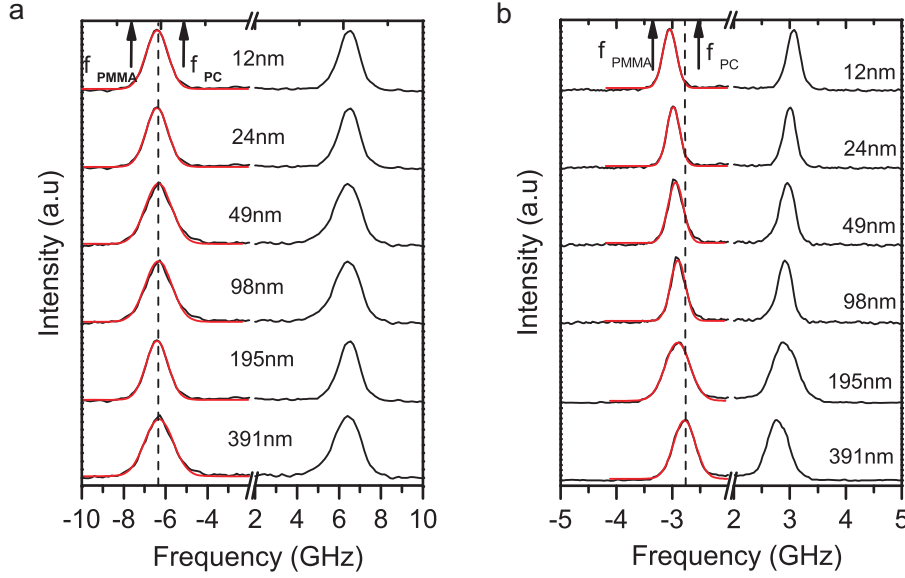 a
f PMMA
f PC
12nm
24nm
49nm
98nm
195nm
391nm
Intensity (a.u)
-10 -8 -6 -4 2 4 6 8 10
Frequency (GHz)
b
f PMMA
f PC
12nm
24nm
49nm
98nm
195nm
391nm
Intensity (a.u)
-5 -4 -3 2 3 4 5
Frequency (GHz)